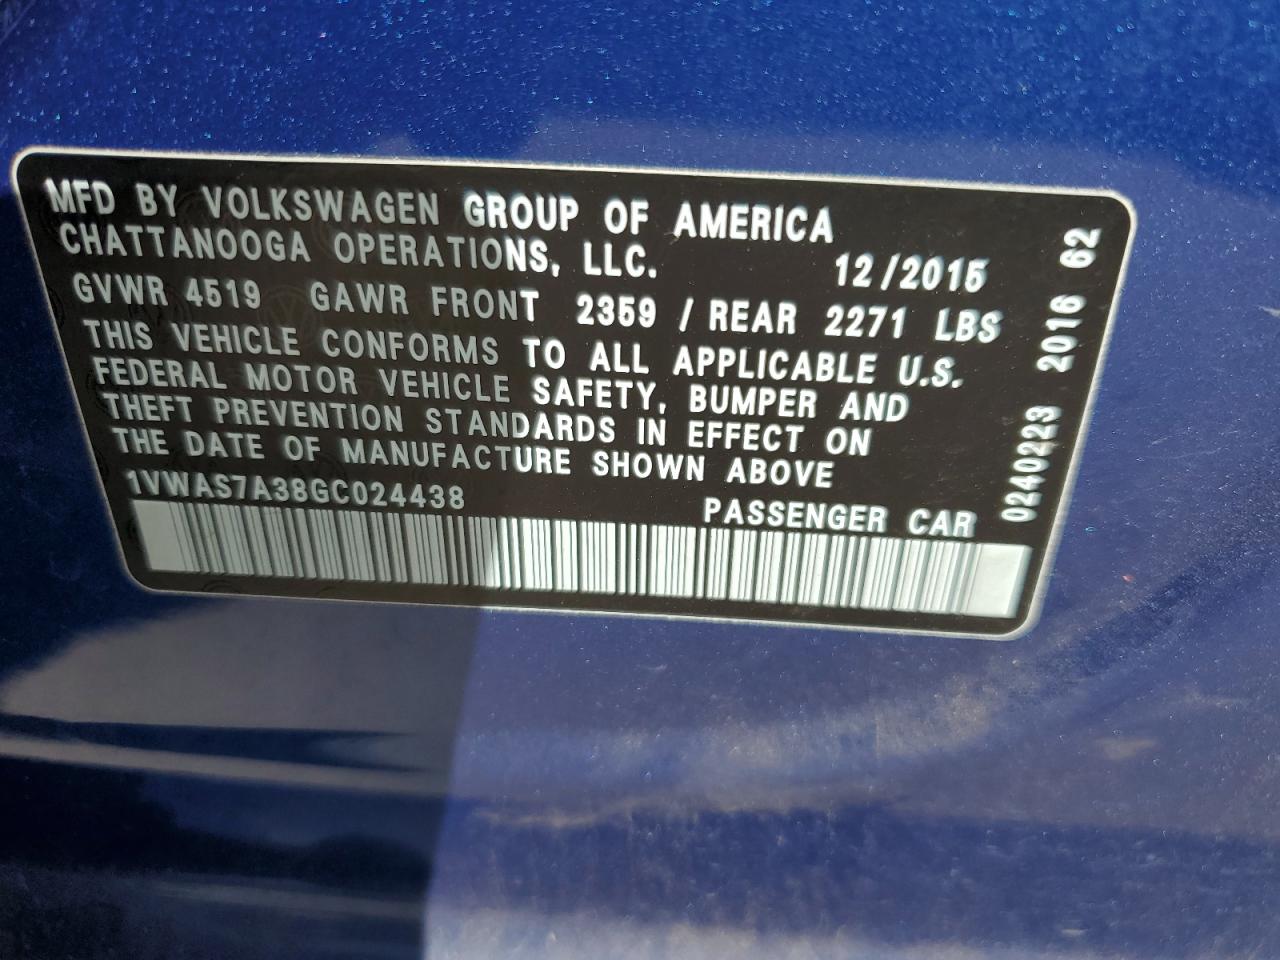 MFD BY VOLKSWAGEN GROUP OF AMERICA
CHATTANOOGA OPERATIONS, LLC. 12/2015
GVWR 4519 GAWR FRONT 2359 / REAR 2271 LBS
THIS VEHICLE CONFORMS TO ALL APPLICABLE U.S.
FEDERAL MOTOR VEHICLE SAFETY, BUMPER AND
THEFT PREVENTION STANDARDS IN EFFECT ON
THE DATE OF MANUFACTURE SHOWN ABOVE
1VWAS7A38GC024438 PASSENGER CAR
0240223 2016 62